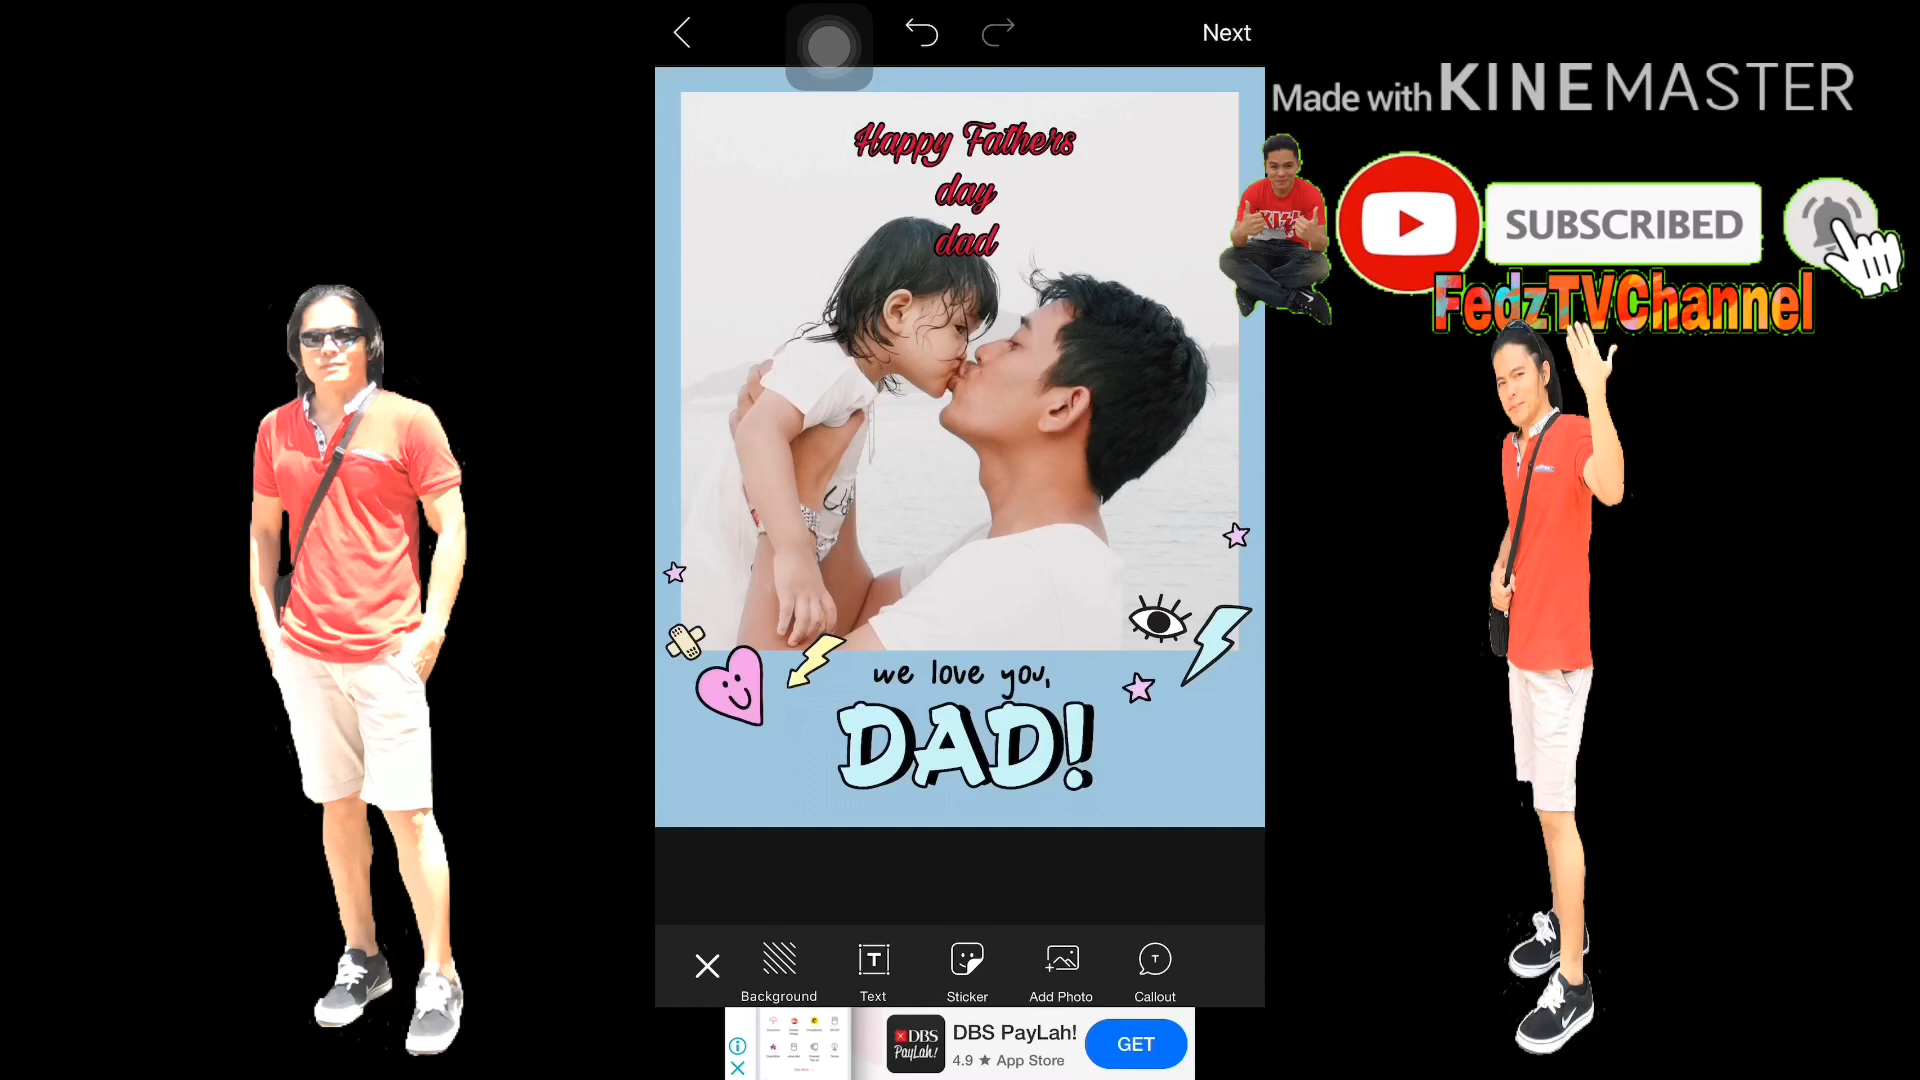 Next
Made with KINEMASTER
Happy Fathers
day
dad
KISS
SUBSCRIBED
FedzTVChannel
we love you,
DAD!
T
T
Background
Text
Sticker
Add Photo
Callout
DBS
PayLah!
DBS PayLah!
4.9 ★ App Store
GET